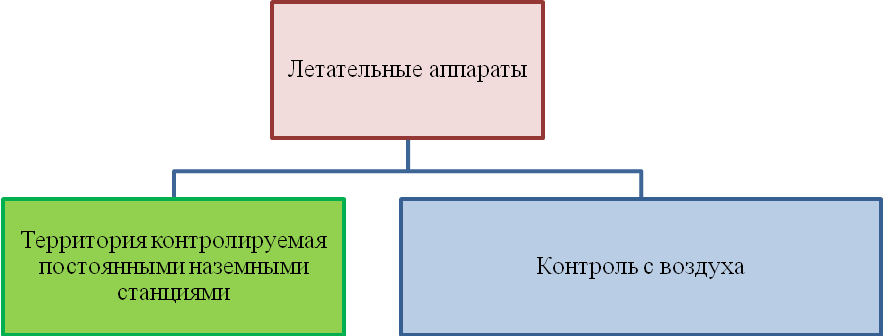 Летательные аппараты
Территория контролируемая
постоянными наземными
станциями
Контроль с воздуха